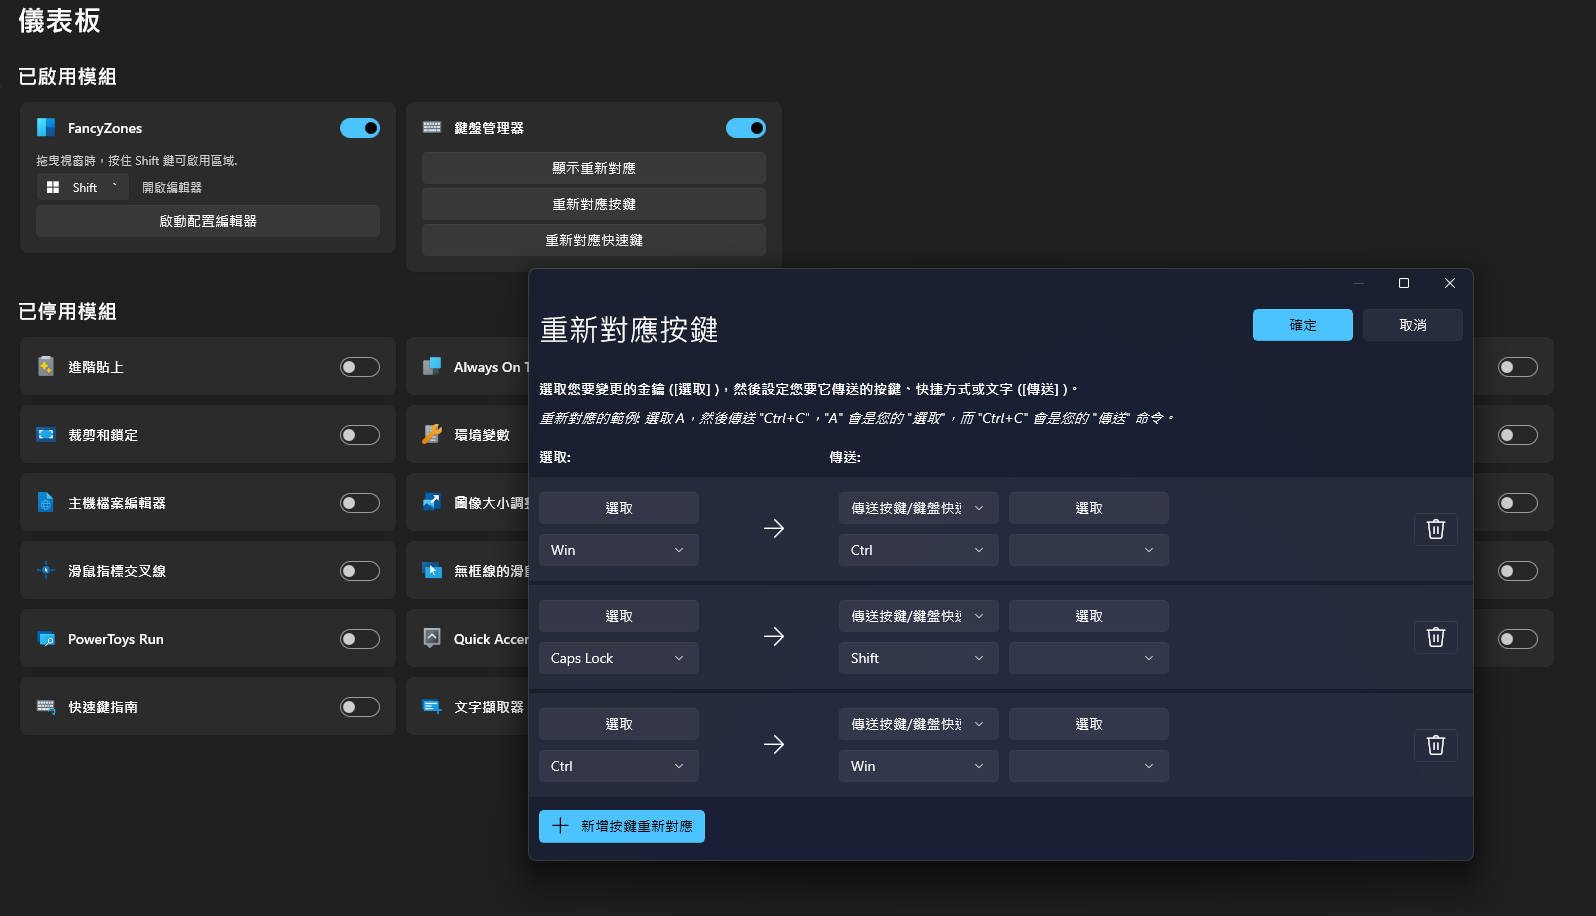 儀表板
已啟用模組
FancyZones
拖曳視窗時，按住 Shift 鍵可啟用區域.
Shift ` 開啟編輯器
啟動配置編輯器
鍵盤管理器
顯示重新對應
重新對應按鍵
重新對應快速鍵
已停用模組
進階貼上
Always On T
裁剪和鎖定
環境變數
主機檔案編輯器
圖像大小調整
滑鼠指標交叉線
無框線的滑鼠
PowerToys Run
Quick Accen
快速鍵指南
文字擷取器
重新對應按鍵
確定
取消
選取您要變更的金鑰 ([選取] )，然後設定您要它傳送的按鍵、快捷方式或文字 ([傳送] )。
重新對應的範例: 選取 A，然後傳送 "Ctrl+C"，"A" 會是您的 "選取"，而 "Ctrl+C" 會是您的 "傳送" 命令。
選取:
傳送:
選取
傳送按鍵/鍵盤快速
選取
Win
Ctrl
選取
傳送按鍵/鍵盤快速
選取
Caps Lock
Shift
選取
傳送按鍵/鍵盤快速
選取
Ctrl
Win
新增按鍵重新對應